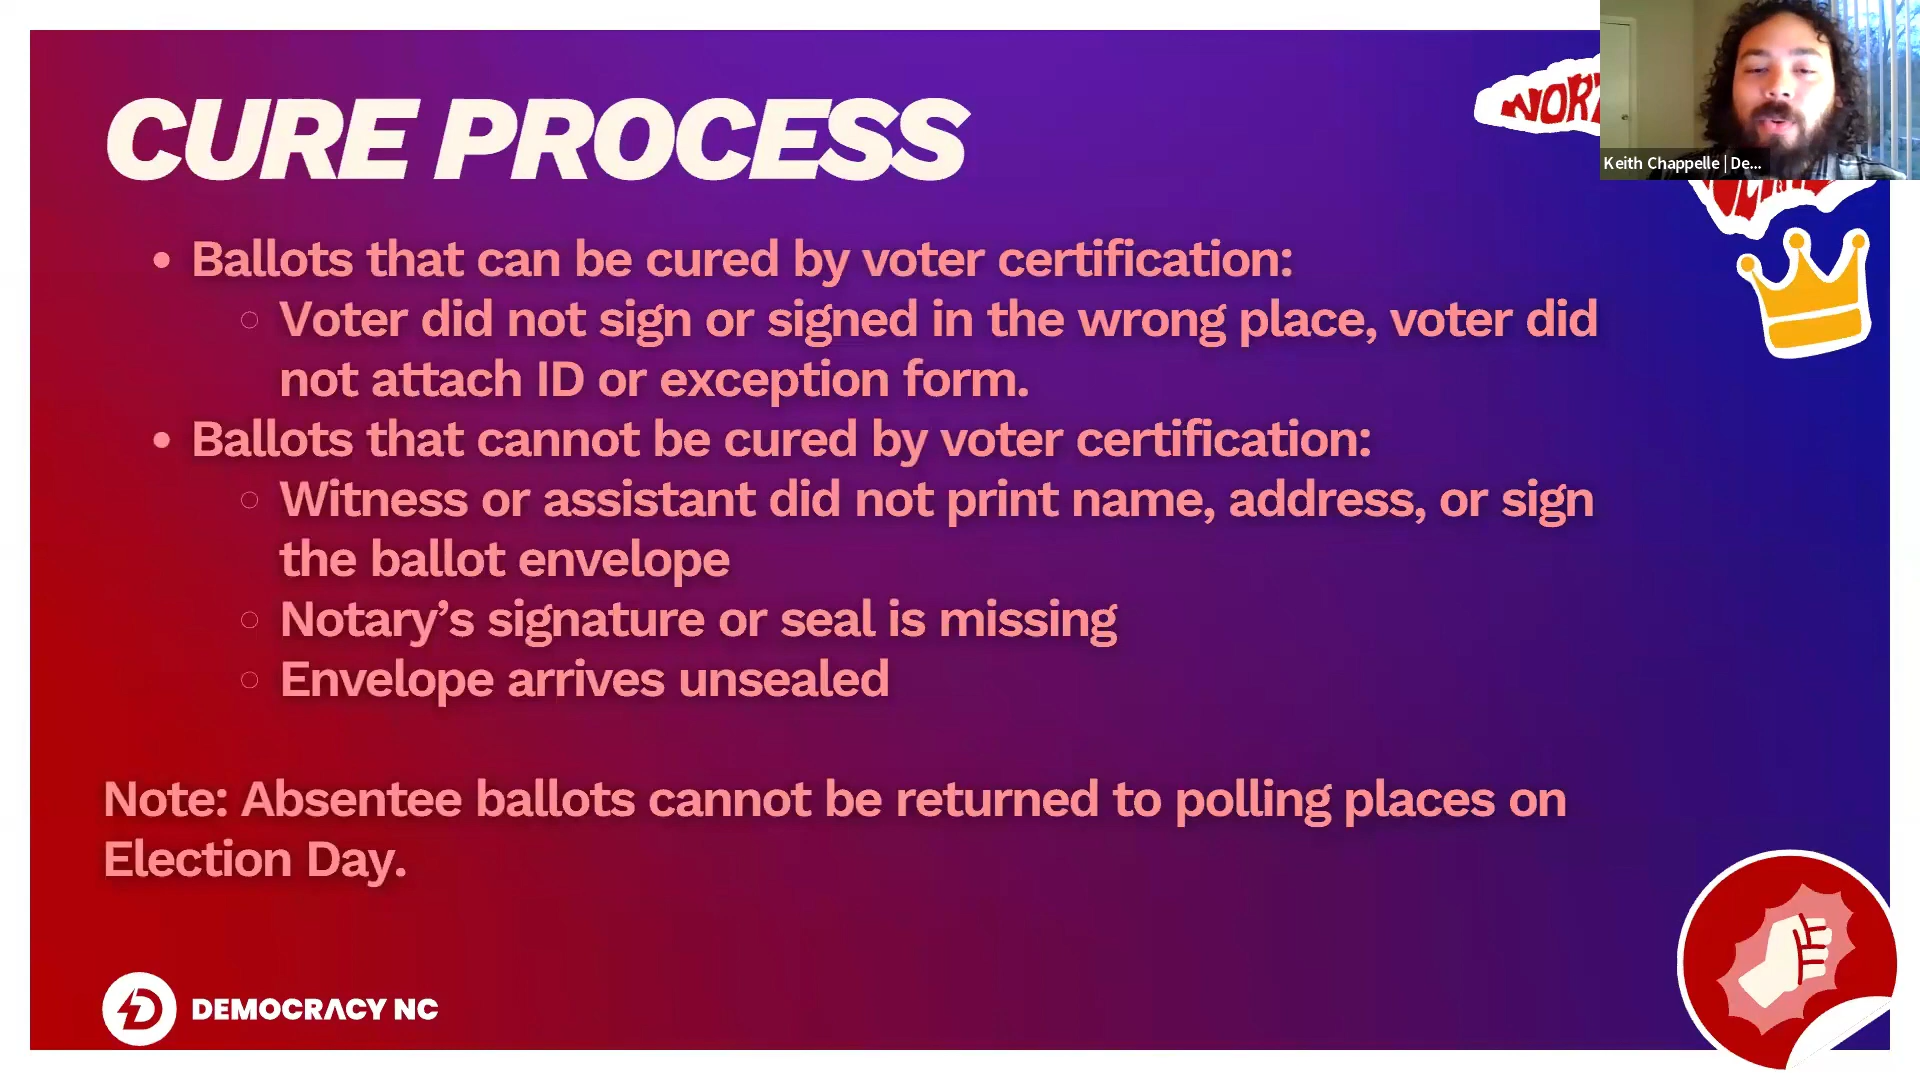 CURE PROCESS
Ballots that can be cured by voter certification:
Voter did not sign or signed in the wrong place, voter did
not attach ID or exception form.
Ballots that cannot be cured by voter certification:
Witness or assistant did not print name, address, or sign
the ballot envelope
Notary’s signature or seal is missing
Envelope arrives unsealed
Note: Absentee ballots cannot be returned to polling places on
Election Day.
DEMOCRACY NC
Keith Chappelle | De...